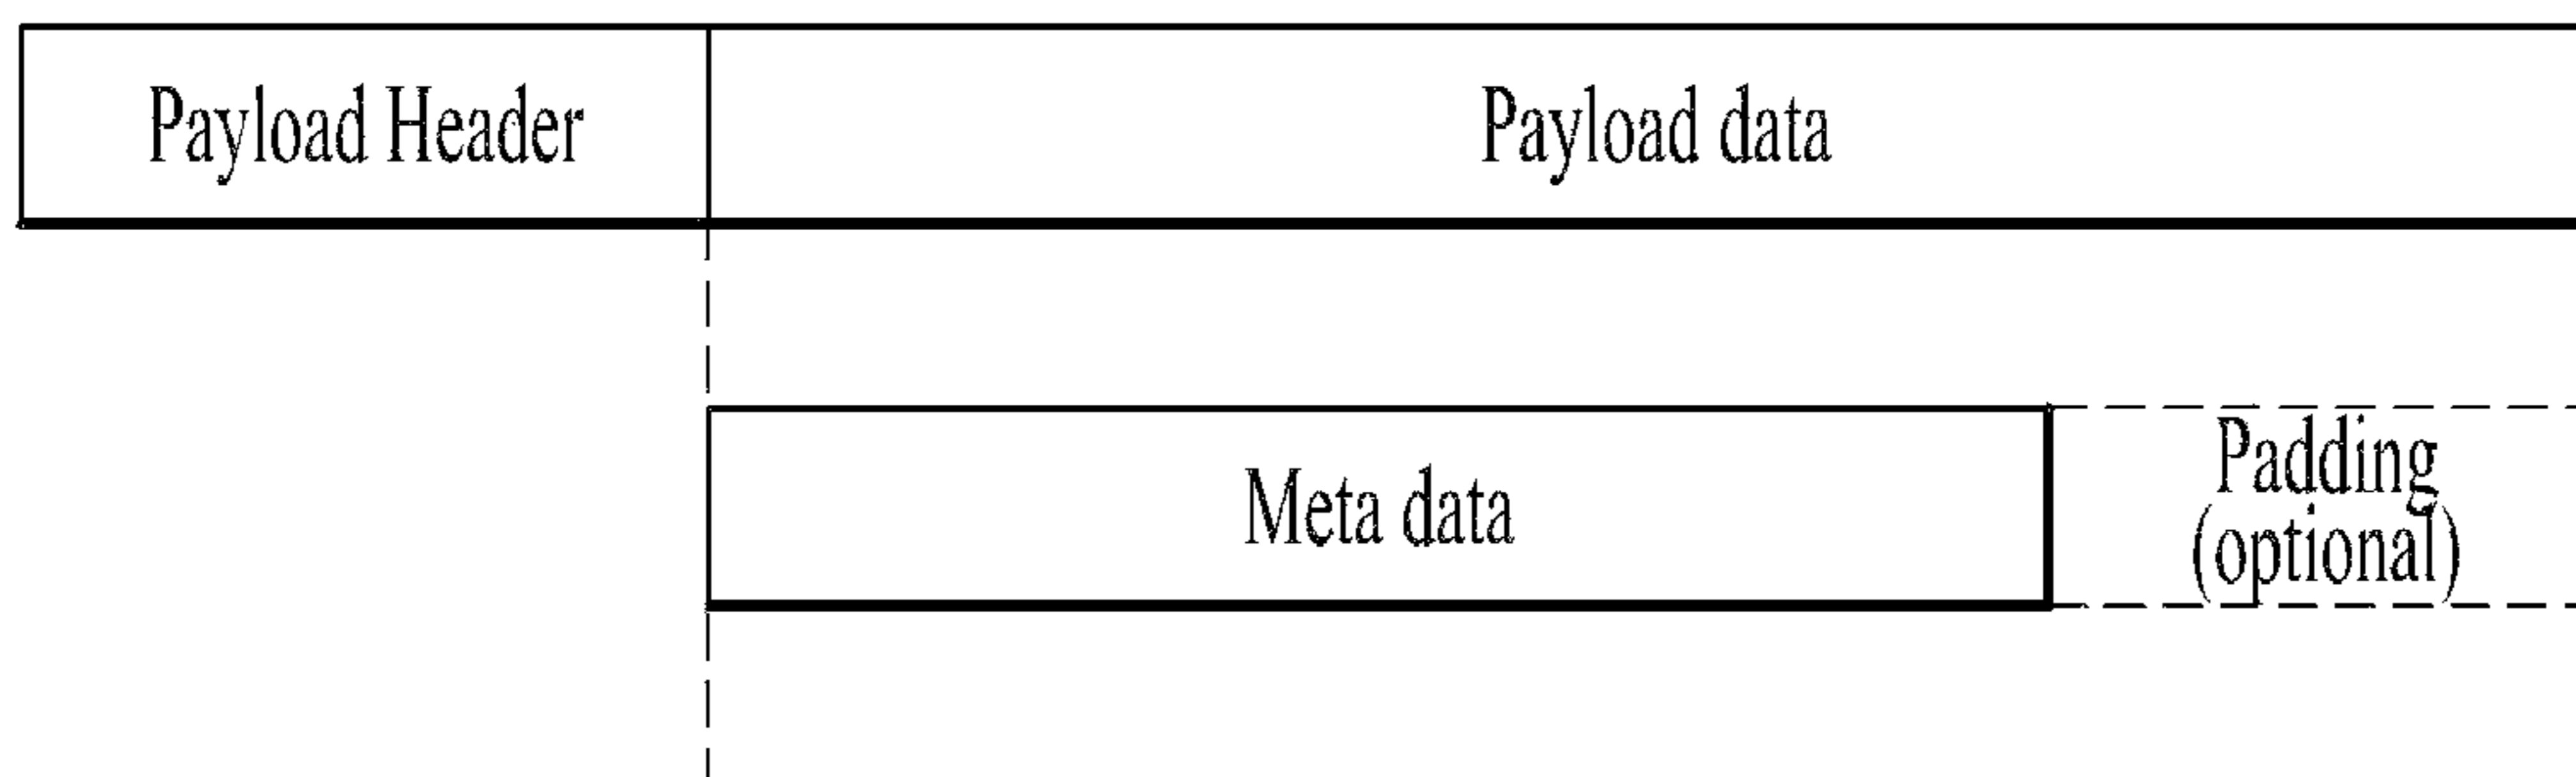 Payload Header
Payload data
Meta data
Padding
(optional)